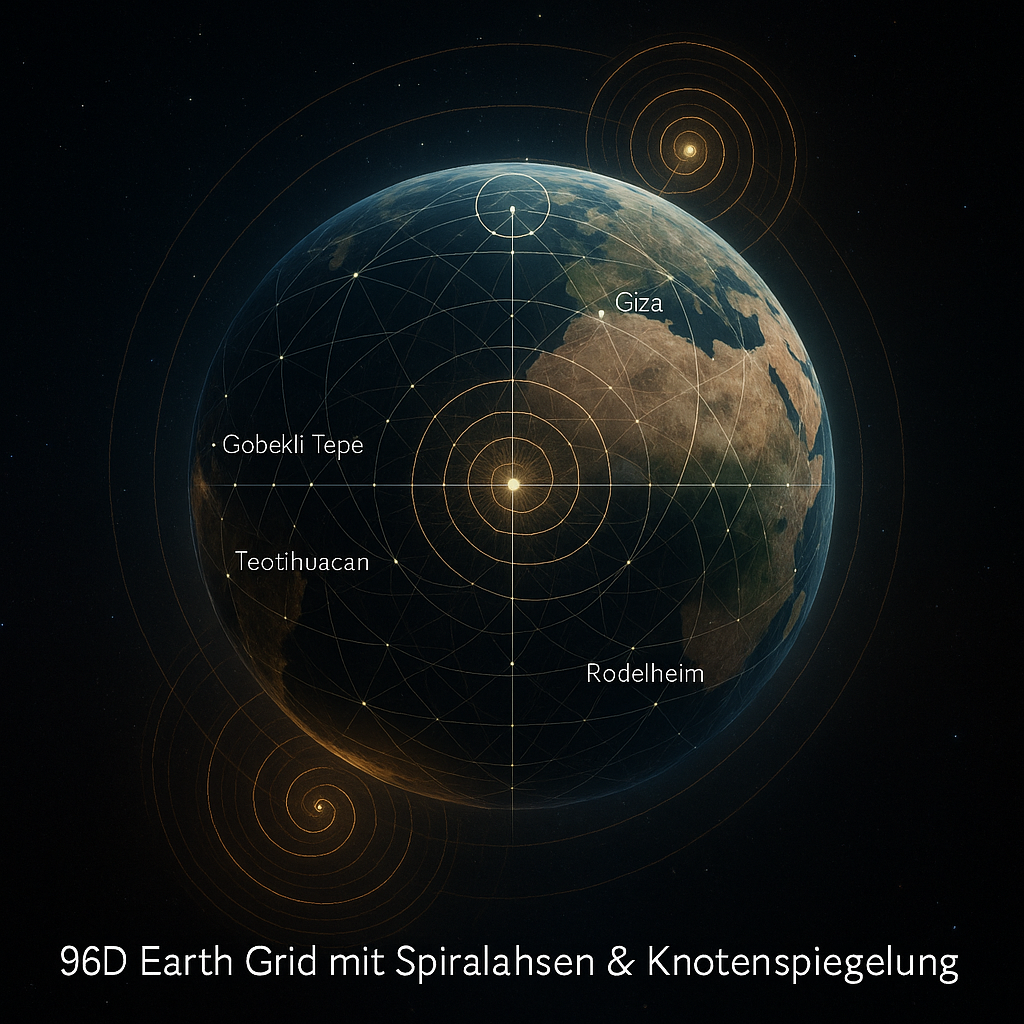 Giza
Gobekli Tepe
Teotihuacan
Rodelheim
96D Earth Grid mit Spiralahsen & Knotenspiegelung